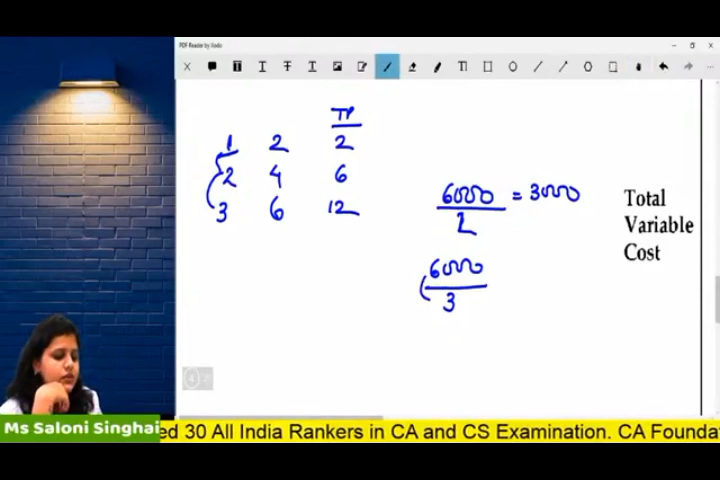 PDF Reader by Xodo
TP
1 2 2
2 4 6
3 6 12
6000/2 = 3000
6000/3
Total
Variable
Cost
4
Ms Saloni Singhai
ed 30 All India Rankers in CA and CS Examination. CA Founda